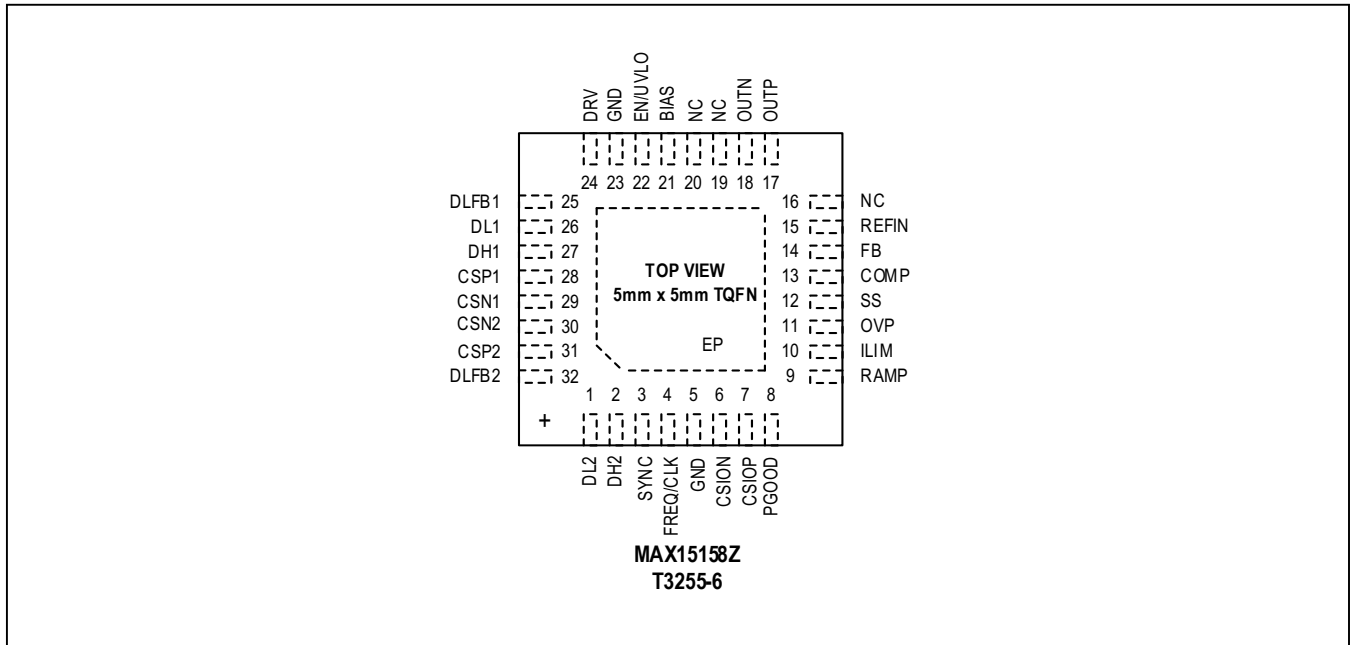 DRV GND EN/UVLO BIAS NC NC OUTN OUTP
24 23 22 21 20 19 18 17
DLFB1 25
DL1 26
DH1 27
CSP1 28
CSN1 29
CSN2 30
CSP2 31
DLFB2 32
16 NC
15 REFIN
14 FB
13 COMP
12 SS
11 OVP
10 ILIM
9 RAMP
TOP VIEW
5mm x 5mm TQFN
EP
1 2 3 4 5 6 7 8
+
DL2 DH2 SYNC FREQ/CLK GND CSION CSIOP PGOOD
MAX15158Z
T3255-6